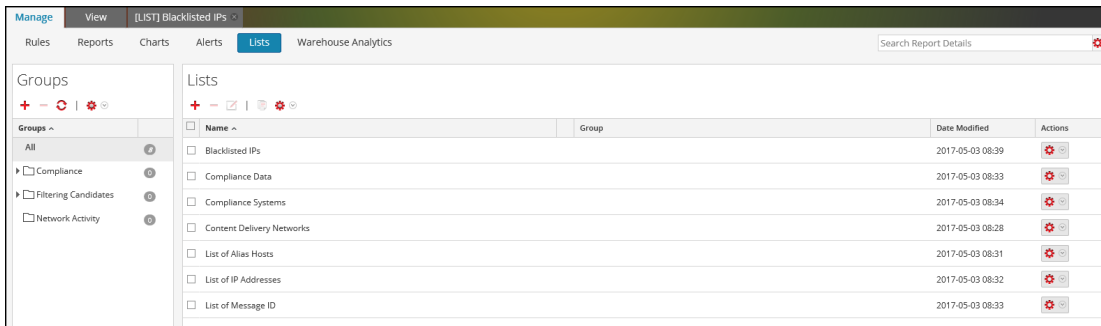 Manage View [LIST] Blacklisted IPs
Rules Reports Charts Alerts Lists Warehouse Analytics Search Report Details
Groups
Groups
All
Compliance 0
Filtering Candidates 0
Network Activity 0
Lists
Name Group Date Modified Actions
Blacklisted IPs 2017-05-03 08:39
Compliance Data 2017-05-03 08:33
Compliance Systems 2017-05-03 08:34
Content Delivery Networks 2017-05-03 08:28
List of Alias Hosts 2017-05-03 08:31
List of IP Addresses 2017-05-03 08:32
List of Message ID 2017-05-03 08:33